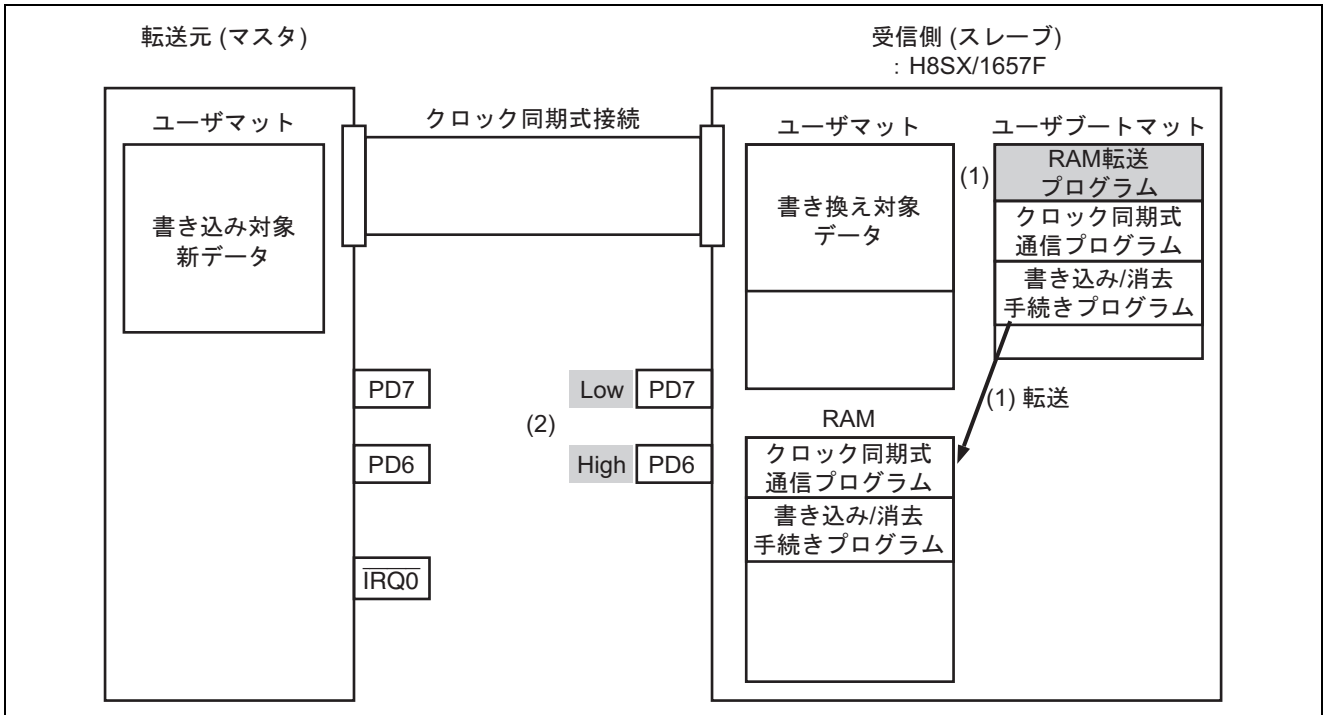 転送元 (マスタ)
受信側 (スレーブ)
: H8SX/1657F
ユーザマット
書き込み対象
新データ
クロック同期式接続
PD7
PD6
IRQ0
(2)
Low
PD7
High
PD6
ユーザマット
書き換え対象
データ
ユーザブートマット
(1)
RAM転送
プログラム
クロック同期式
通信プログラム
書き込み/消去
手続きプログラム
(1) 転送
RAM
クロック同期式
通信プログラム
書き込み/消去
手続きプログラム